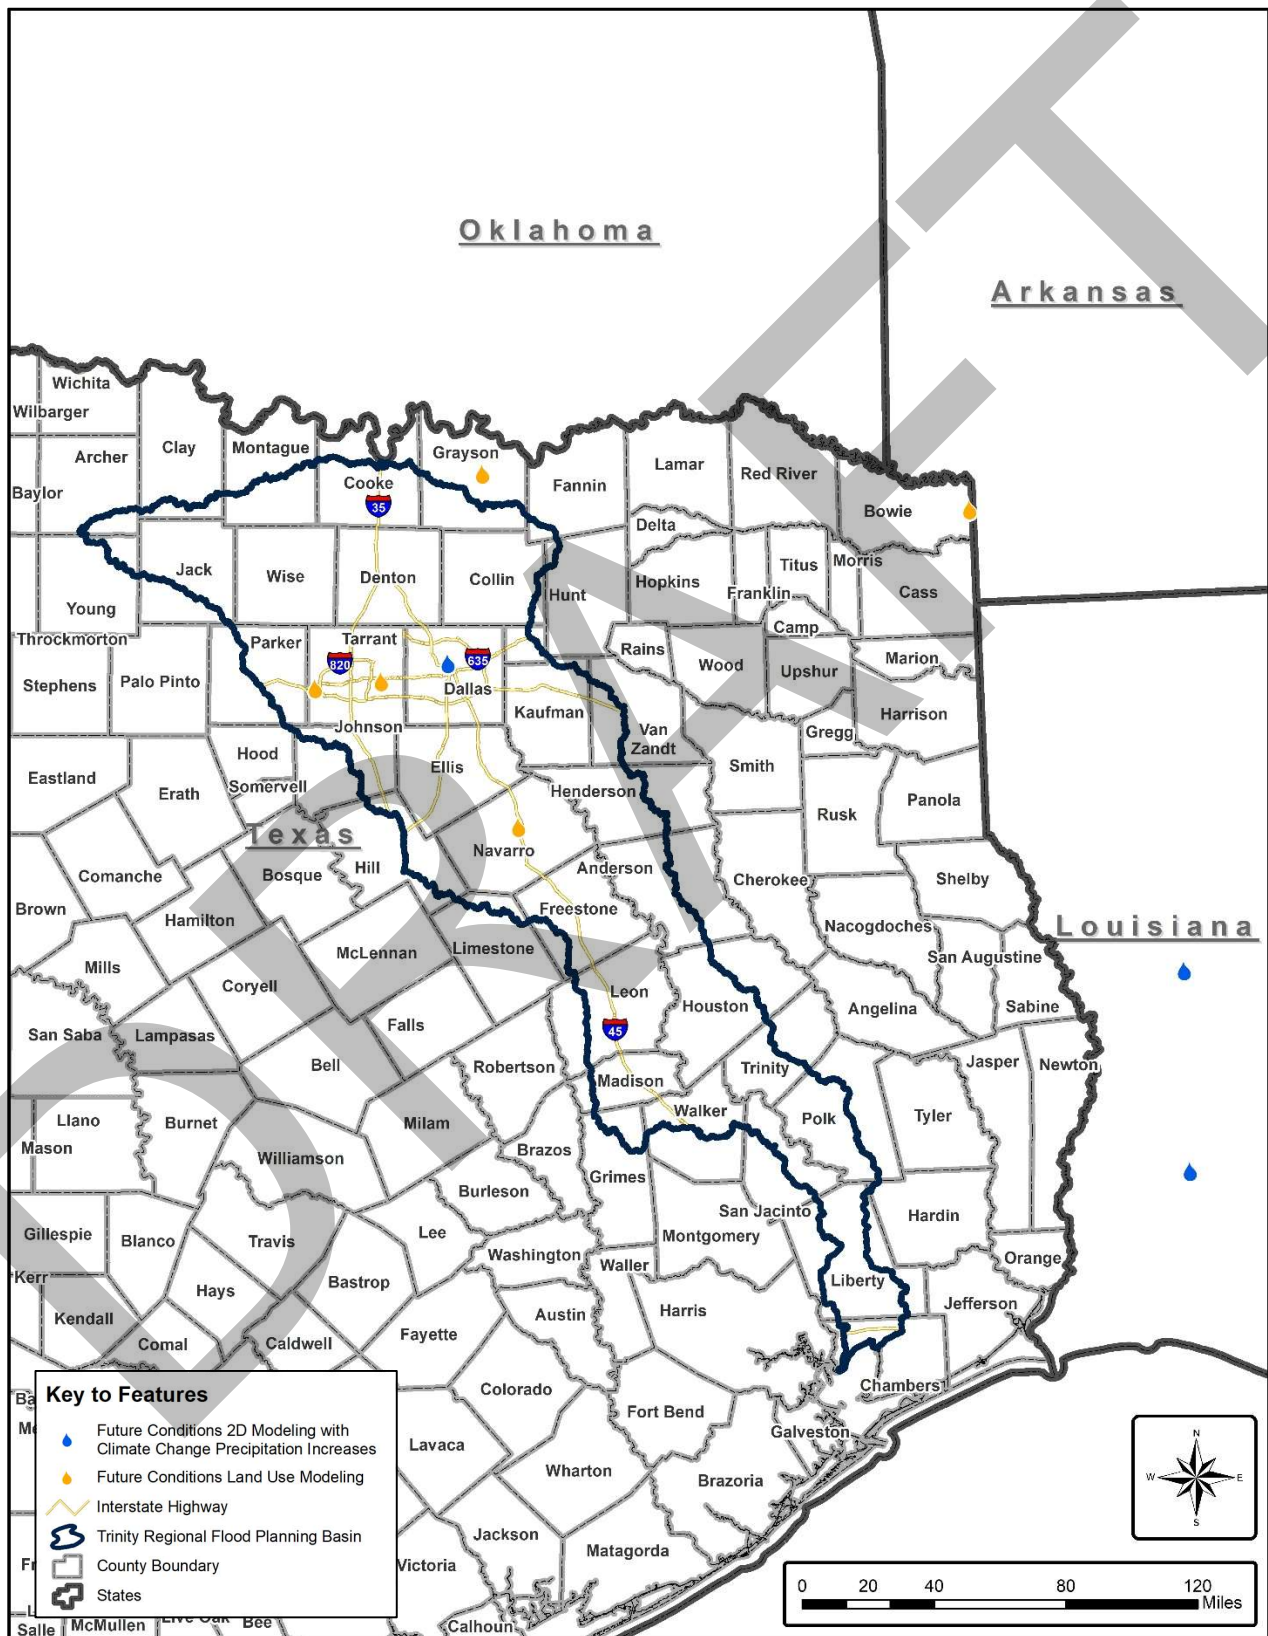 Oklahoma
Arkansas
Wichita
Wilbarger
Clay
Montague
Grayson
Archer
Lamar
Red River
Cooke
Fannin
Baylor
35
Bowie
Delta
Jack
Wise
Denton
Collin
Hunt
Hopkins
Titus
Morris
Franklin
Cass
Young
Throckmorton
Parker
Tarrant
Camp
Rains
Wood
Marion
820
635
Upshur
Stephens
Palo Pinto
Dallas
Kaufman
Harrison
Johnson
Van
Zandt
Gregg
Hood
Ellis
Smith
Eastland
Somervell
Erath
Henderson
Panola
Rusk
Texas
Navarro
Hill
Anderson
Comanche
Bosque
Cherokee
Shelby
Brown
Hamilton
Freestone
Nacogdoches
Louisiana
McLennan
Limestone
San Augustine
Mills
Coryell
Leon
Houston
Angelina
Sabine
San Saba
Lampasas
Falls
45
Bell
Robertson
Trinity
Jasper
Newton
Madison
Llano
Burnet
Milam
Walker
Polk
Tyler
Mason
Williamson
Brazos
Grimes
Burleson
San Jacinto
Hardin
Gillespie
Blanco
Travis
Lee
Montgomery
Washington
Waller
Orange
Kerr
Hays
Bastrop
Liberty
Kendall
Austin
Harris
Jefferson
Comal
Caldwell
Fayette
Colorado
Chambers
Fort Bend
Galveston
Lavaca
Wharton
Brazoria
Jackson
Matagorda
Victoria
Calhoun
Salle
McMullen
Live Oak
Bee
DRAFT
Key to Features
Future Conditions 2D Modeling with
Climate Change Precipitation Increases
Future Conditions Land Use Modeling
Interstate Highway
Trinity Regional Flood Planning Basin
County Boundary
States
N
W E
S
0 20 40 80 120
Miles